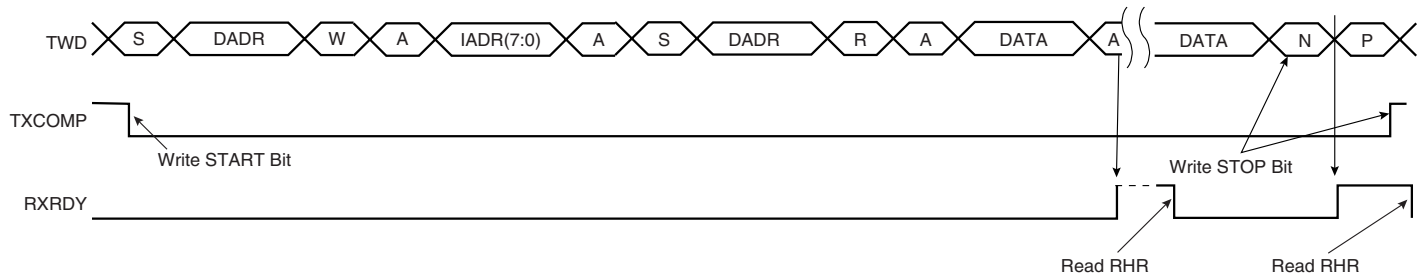 TWD S DADR W A IADR(7:0) A S DADR R A DATA A DATA N P
TXCOMP
Write START Bit
Write STOP Bit
RXRDY
Read RHR Read RHR